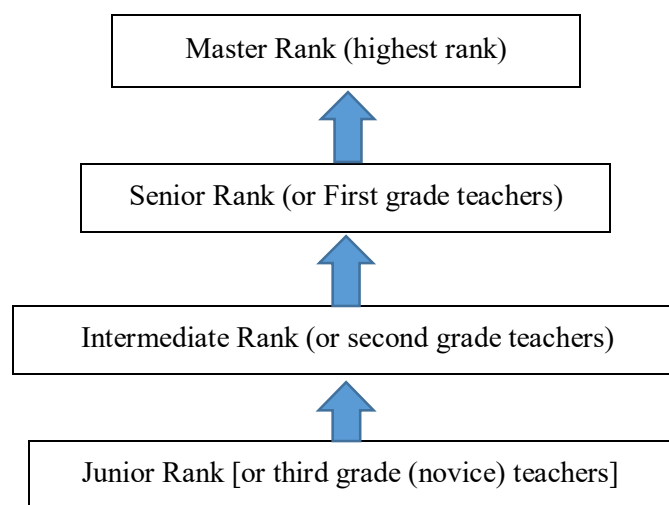 Master Rank (highest rank)
Senior Rank (or First grade teachers)
Intermediate Rank (or second grade teachers)
Junior Rank [or third grade (novice) teachers]